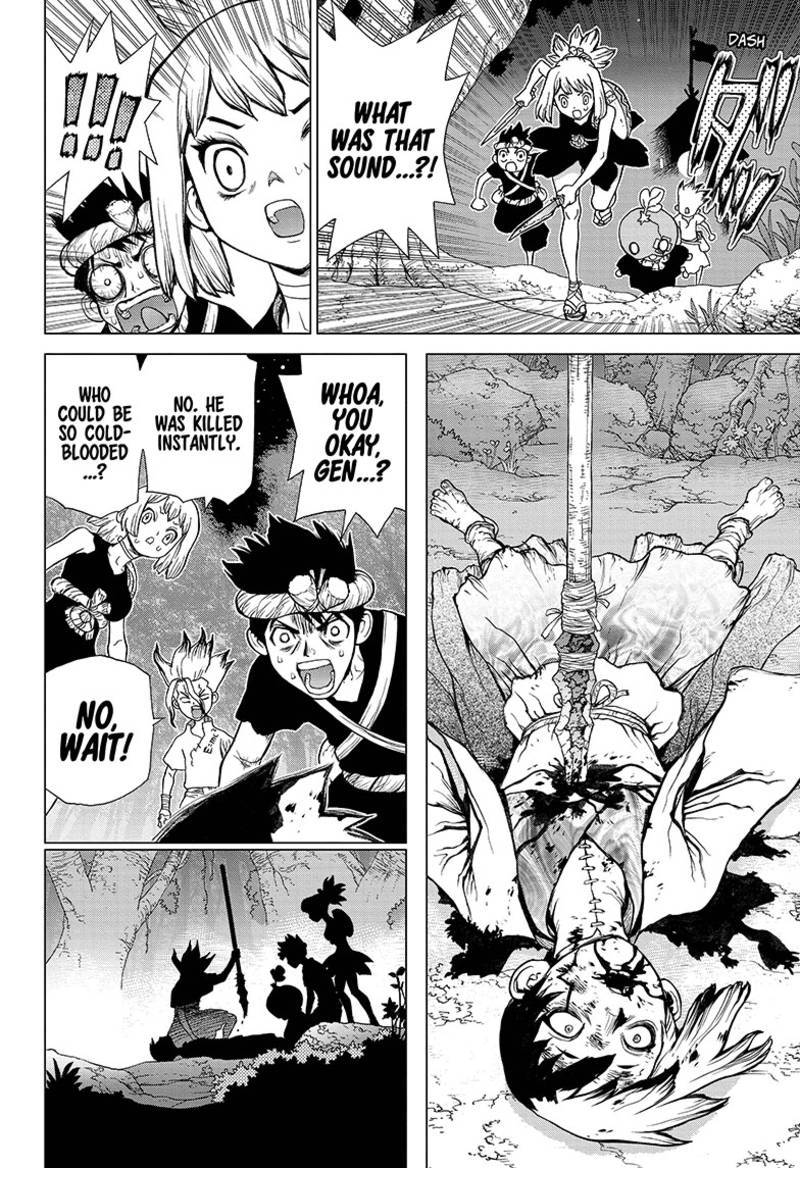 DASH
WHAT
WAS THAT
SOUND...?!
!!!
WHOA,
YOU
OKAY,
GEN...?
NO. HE
WAS KILLED
INSTANTLY.
WHO
COULD BE
SO COLD-
BLOODED
...?
NO,
WAIT!